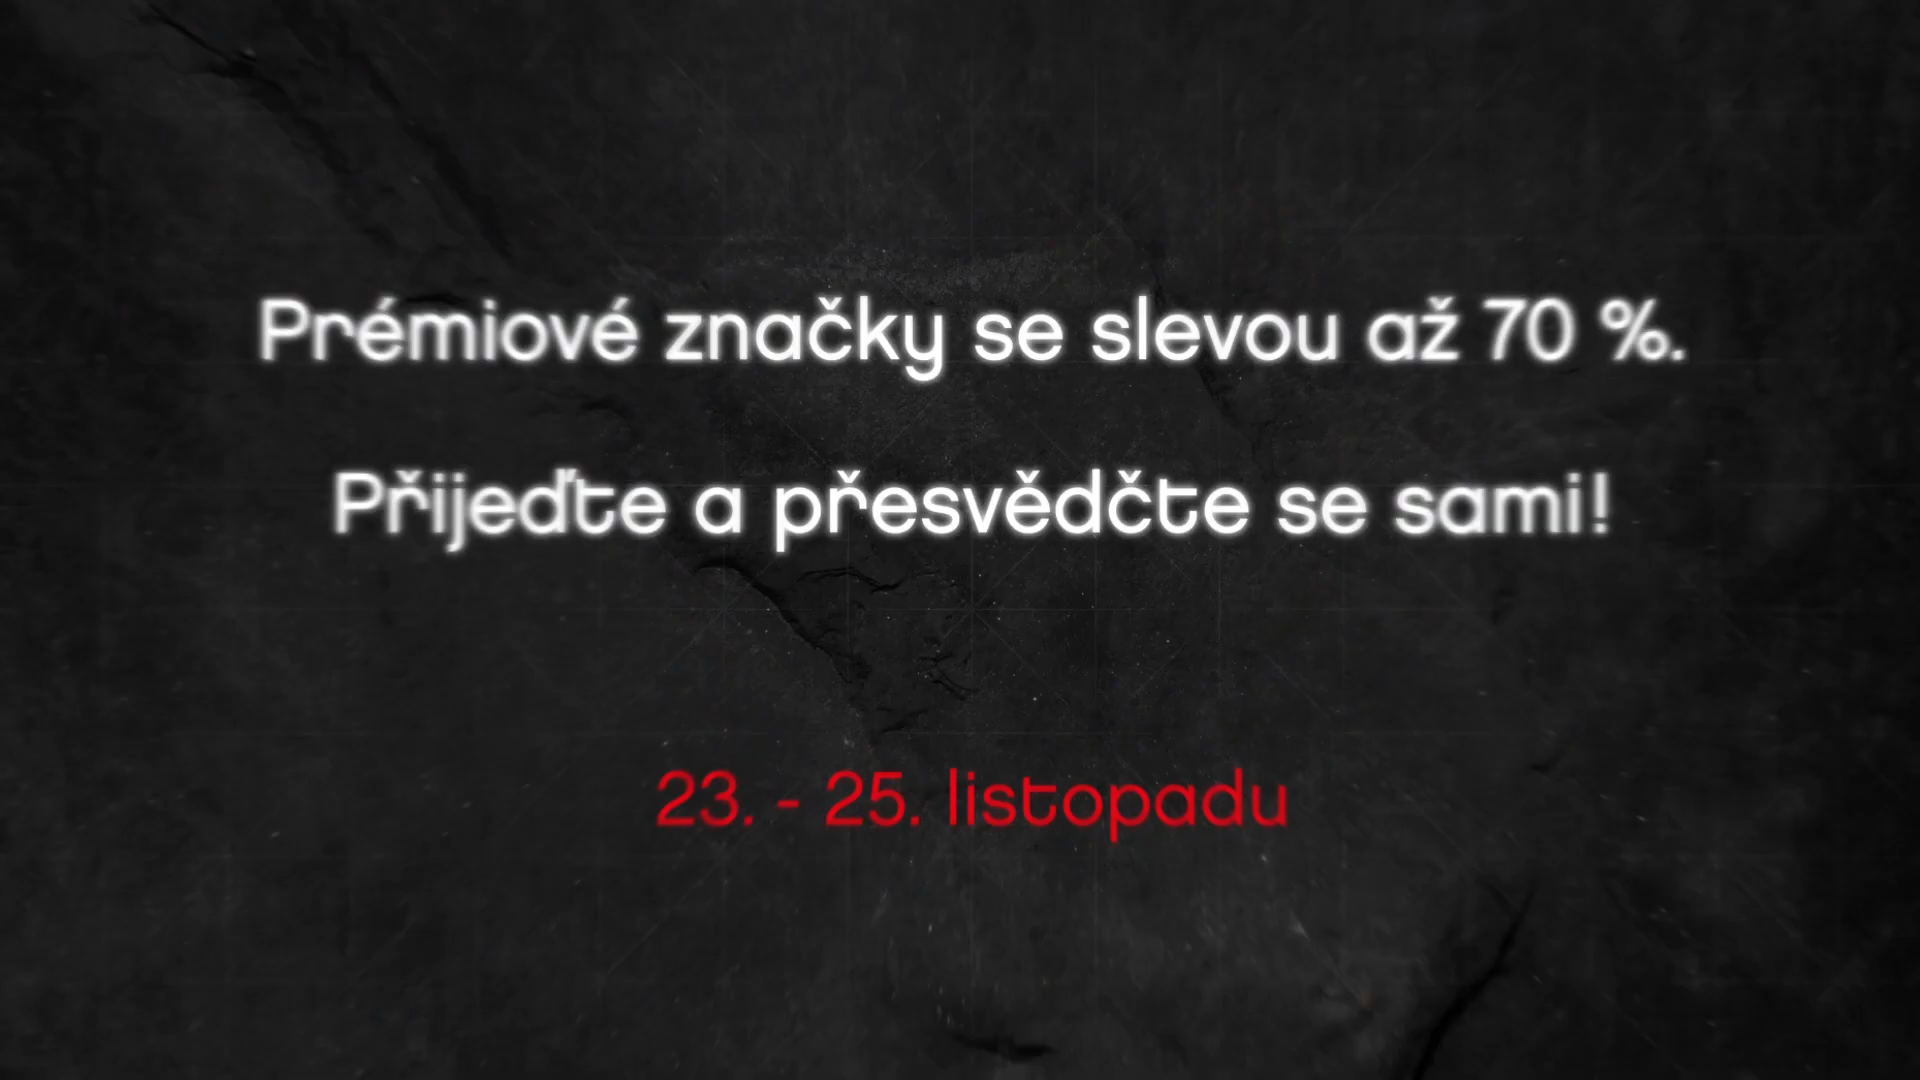 Prémiové značky se slevou až 70 %.
Přijeďte a přesvědčte se sami!
23. - 25. listopadu